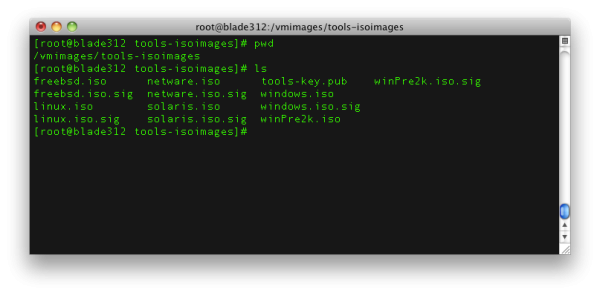 root@blade312:/vmimages/tools-isoimages
[root@blade312 tools-isoimages]# pwd
/vmimages/tools-isoimages
[root@blade312 tools-isoimages]# ls
freebsd.iso netware.iso tools-key.pub winPre2k.iso.sig
freebsd.iso.sig netware.iso.sig windows.iso
linux.iso solaris.iso windows.iso.sig
linux.iso.sig solaris.iso.sig winPre2k.iso
[root@blade312 tools-isoimages]#